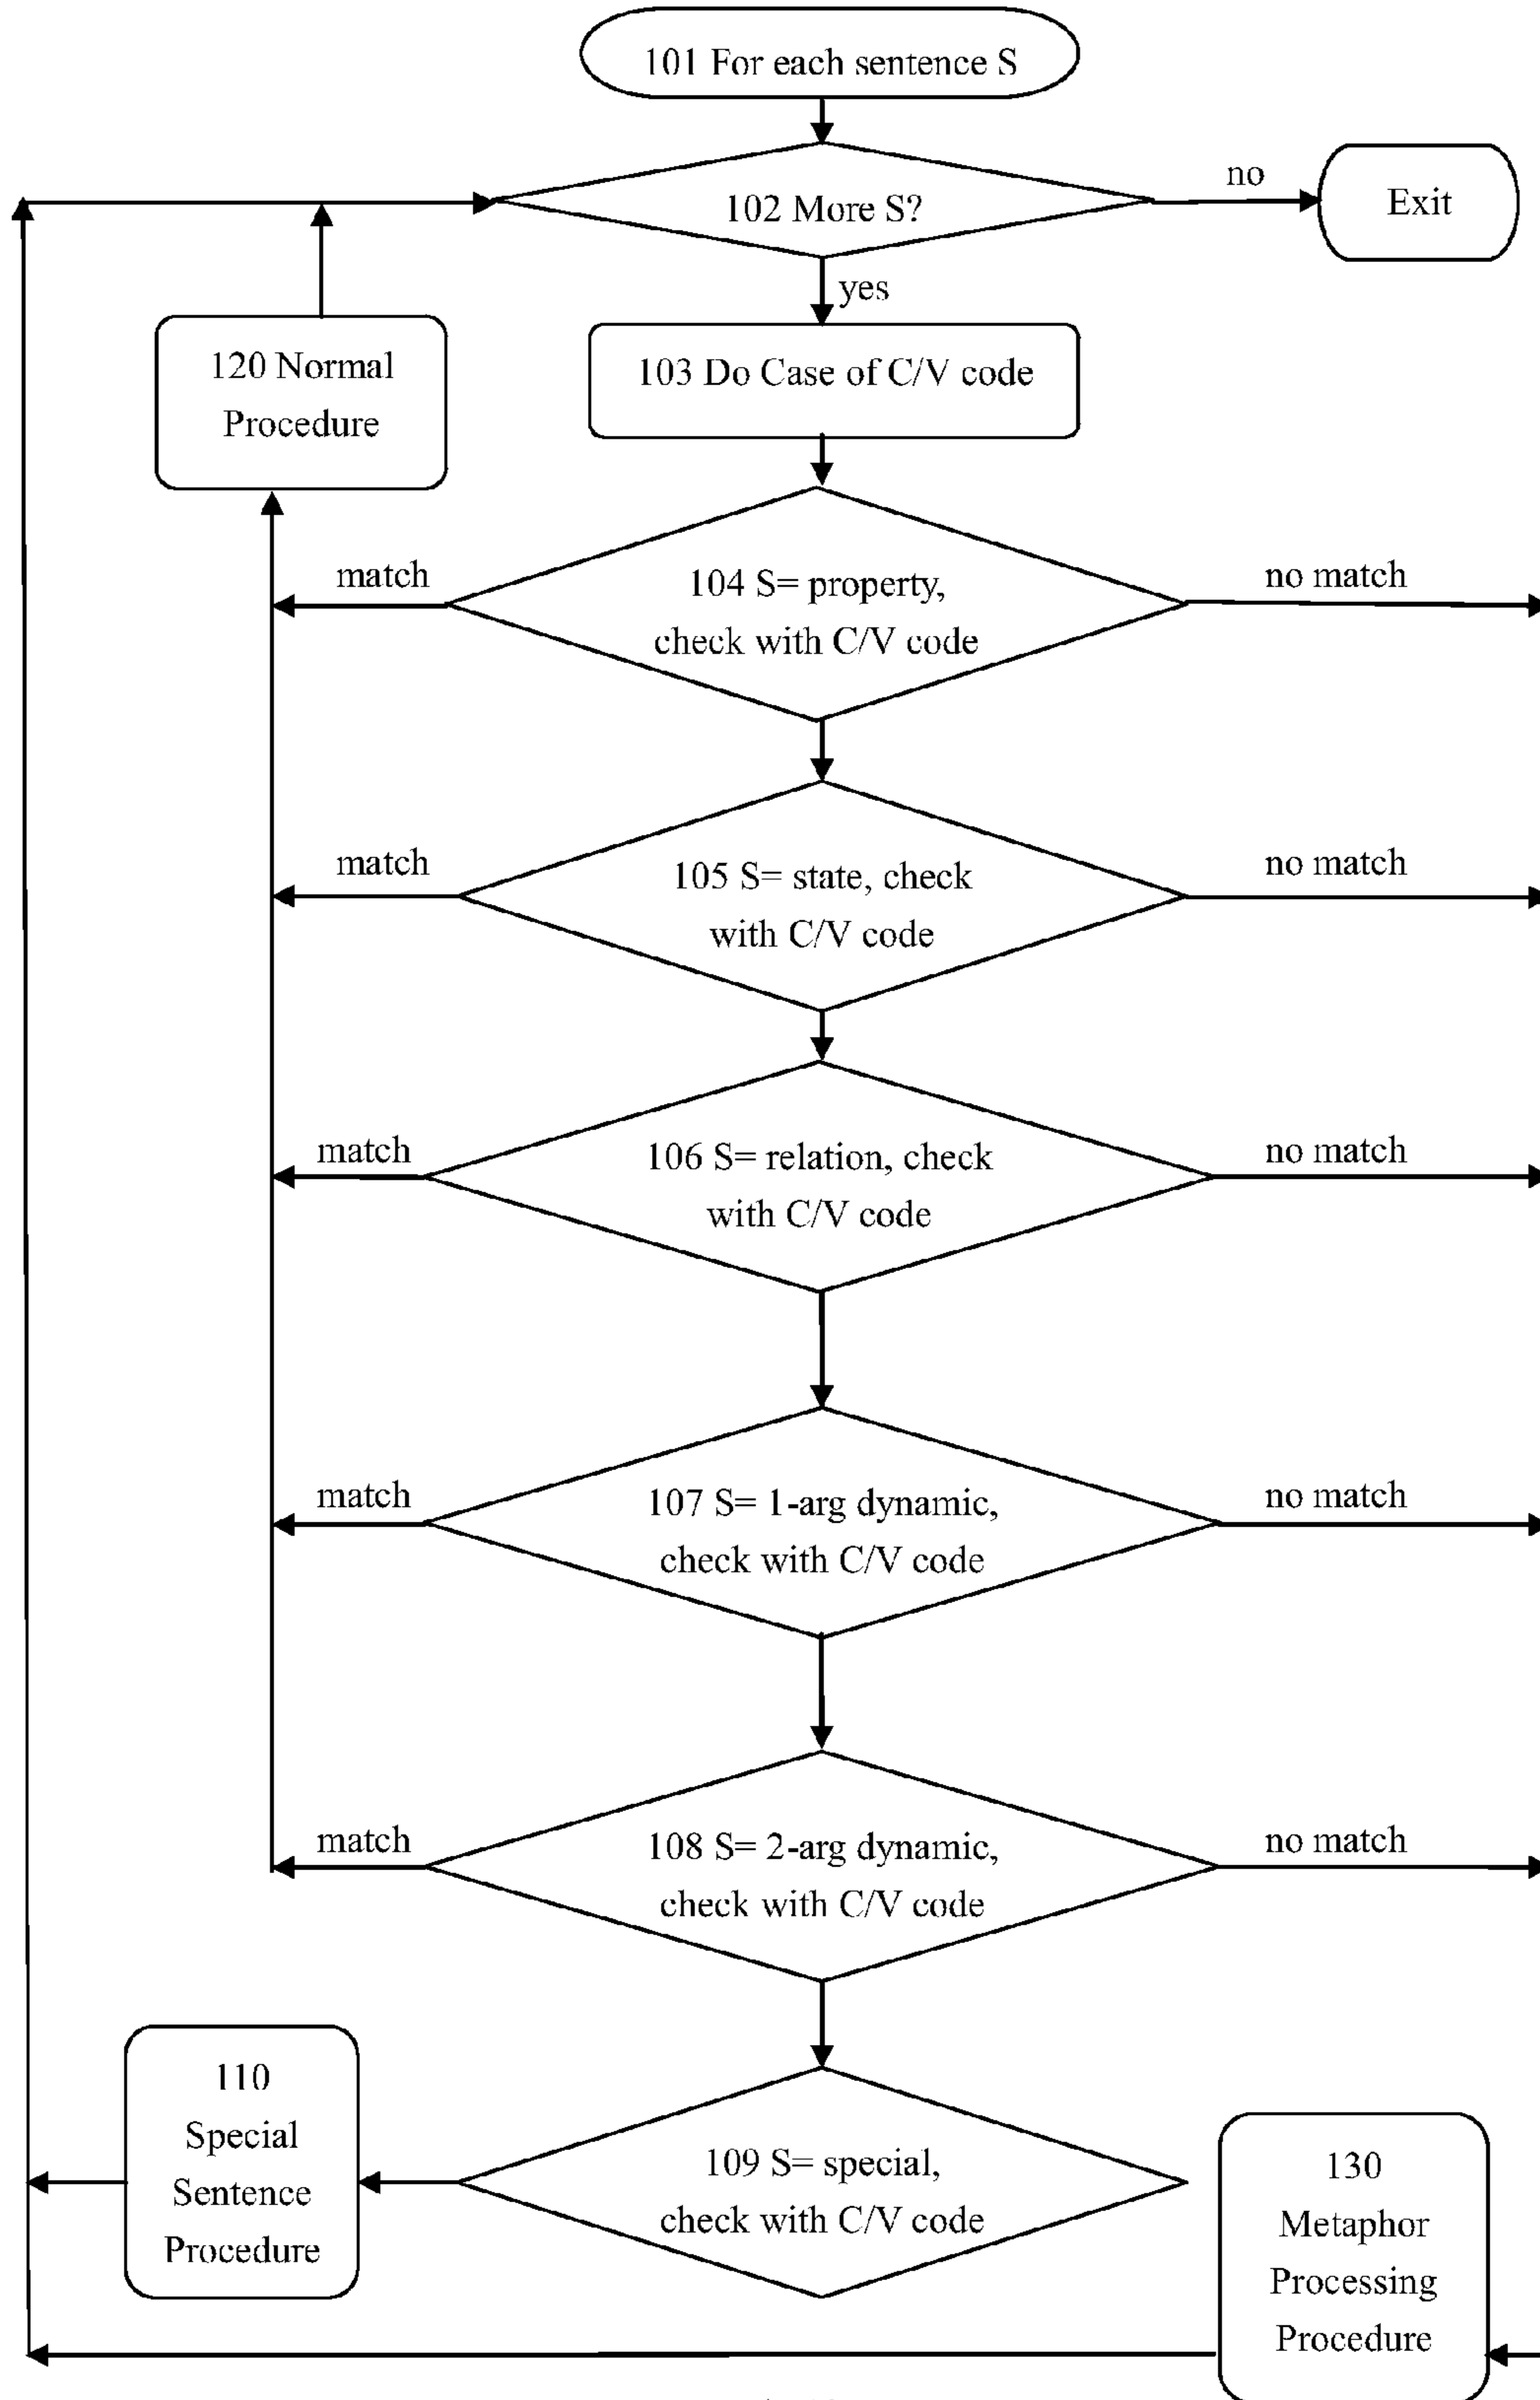 101 For each sentence S
102 More S?
no
Exit
yes
120 Normal
Procedure
103 Do Case of C/V code
match
104 S= property,
check with C/V code
no match
match
105 S= state, check
with C/V code
no match
match
106 S= relation, check
with C/V code
no match
match
107 S= 1-arg dynamic,
check with C/V code
no match
match
108 S= 2-arg dynamic,
check with C/V code
no match
110
Special
Sentence
Procedure
109 S= special,
check with C/V code
130
Metaphor
Processing
Procedure